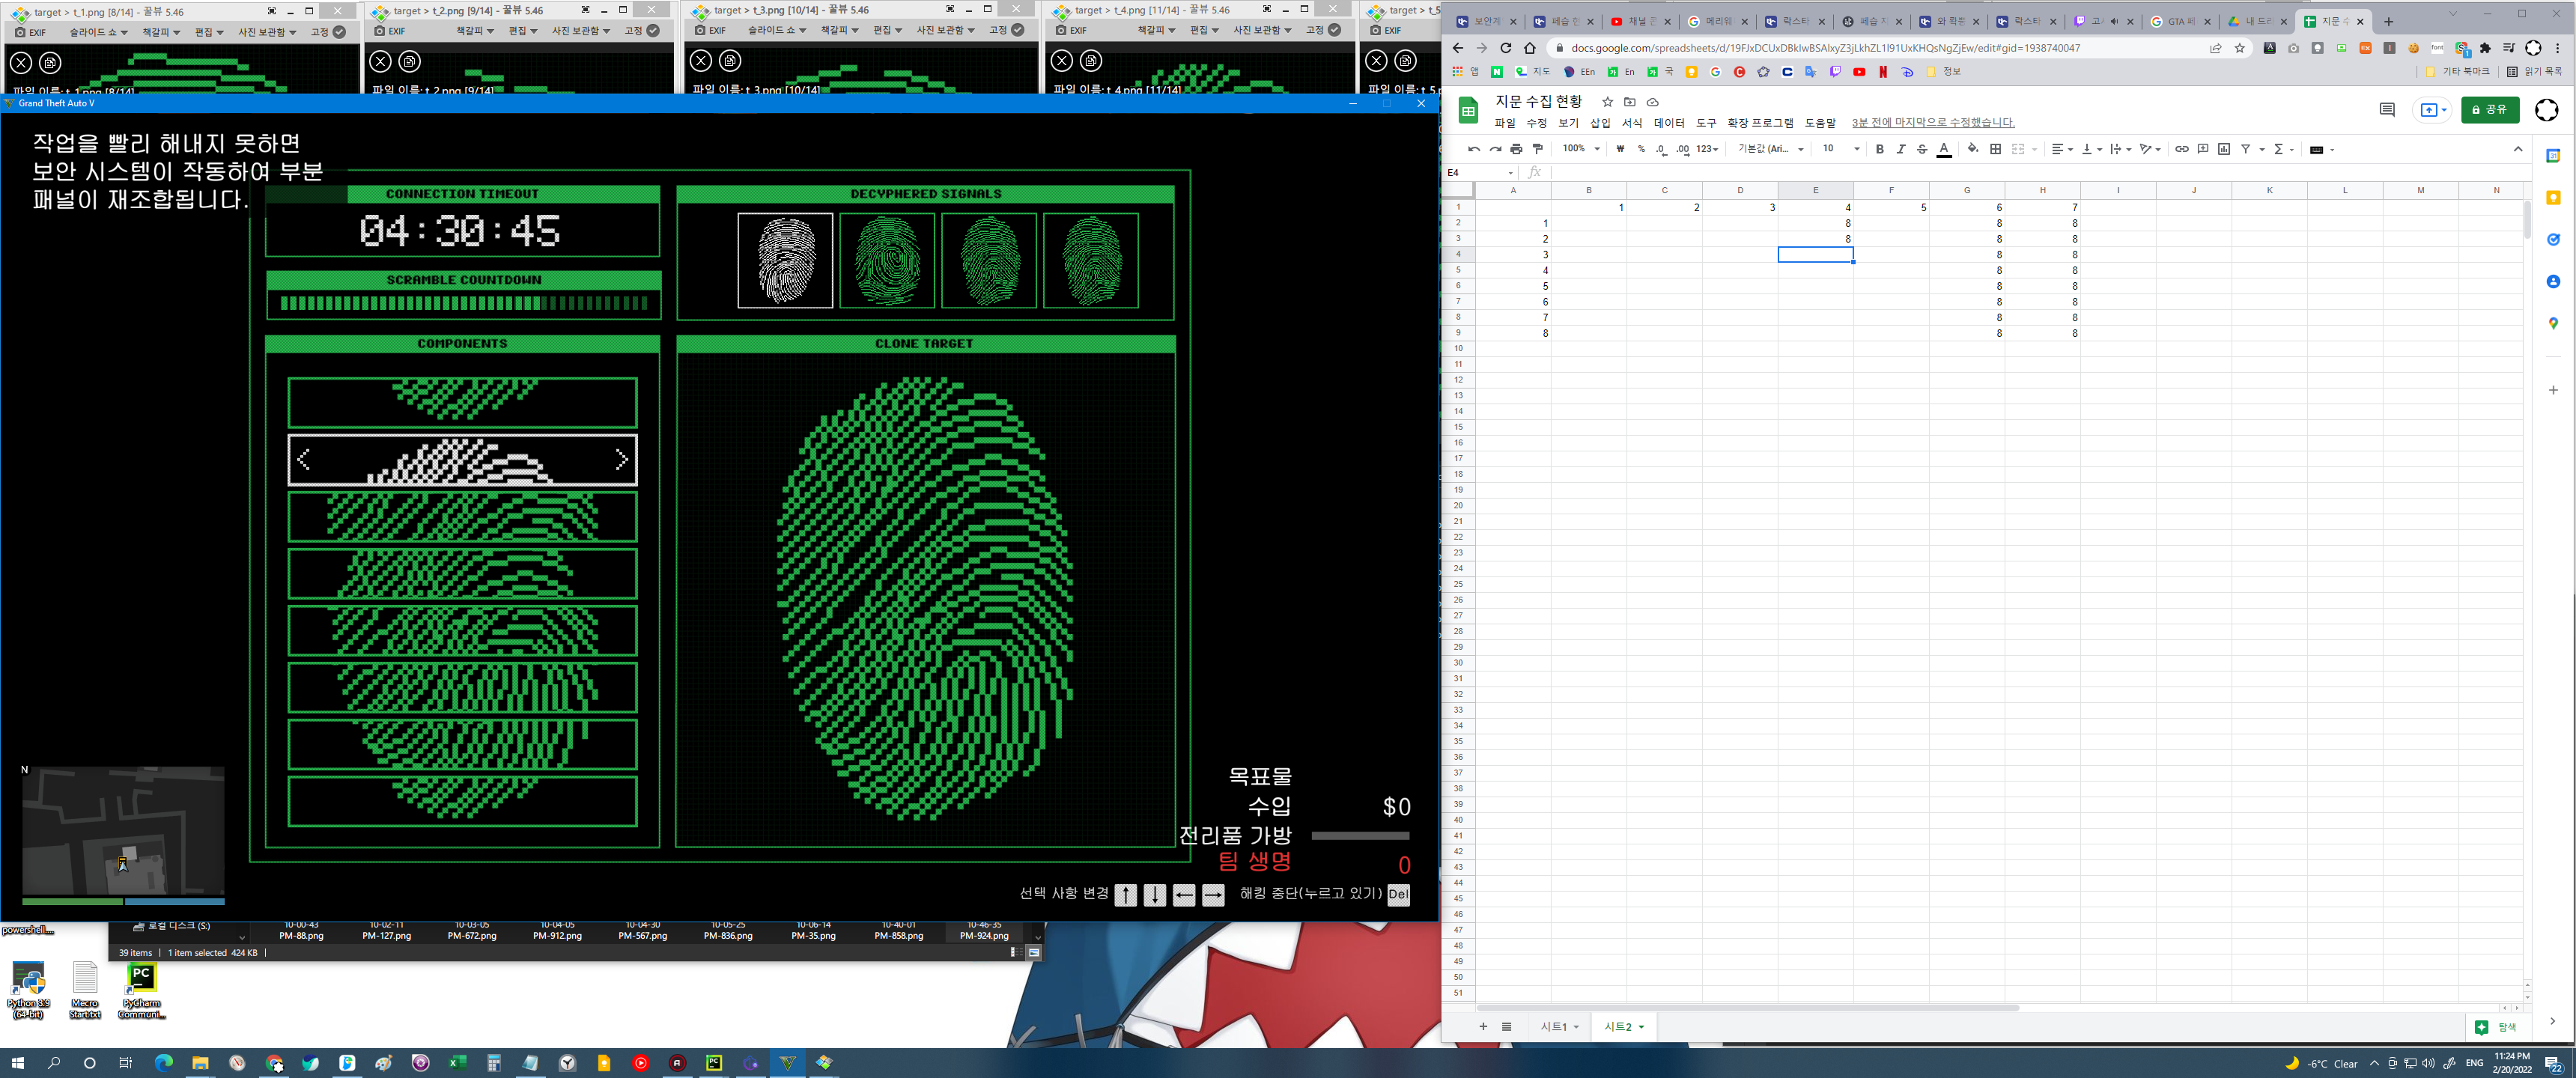 target > t_1.png [8/14] - 꿀뷰 5.46
EXIF 슬라이드 쇼 책갈피 편집 사진 보관함 고정
파일 이름: t_1.png [8/14]
target > t_2.png [9/14] - 꿀뷰 5.46
EXIF 책갈피 편집 사진 보관함 고정
파일 이름: t_2.png [9/14]
target > t_3.png [10/14] - 꿀뷰 5.46
EXIF 슬라이드 쇼 책갈피 편집 사진 보관함 고정
파일 이름: t_3.png [10/14]
target > t_4.png [11/14] - 꿀뷰 5.46
EXIF 책갈피 편집 사진 보관함 고정
파일 이름: t_4.png [11/14]
target > t_5
EXIF
파일 이름: t_5.p
Grand Theft Auto V
작업을 빨리 해내지 못하면
보안 시스템이 작동하여 부분
패널이 재조합됩니다.
CONNECTION TIMEOUT
04:30:45
SCRAMBLE COUNTDOWN
COMPONENTS
DECYPHERED SIGNALS
CLONE TARGET
N
목표물
수입 $0
전리품 가방
팀 생명 0
선택 사항 변경 ↑ ↓ ← → 해킹 중단(누르고 있기) Del
powershell....
로컬 디스크 (S:)
10-00-43 10-02-11 10-03-05 10-04-05 10-04-30 10-05-25 10-06-14 10-40-01 10-46-35
PM-88.png PM-127.png PM-672.png PM-912.png PM-567.png PM-836.png PM-35.png PM-858.png PM-924.png
39 items 1 item selected 424 KB
Python 3.9 (64-bit)
Mecro Start.txt
PyCharm Communi...
보안계 페습 한 채널 관 메리워 락스타 페습 지 와 확률 락스타 고 GTA 페 내 드라 지문 수
docs.google.com/spreadsheets/d/19FJxDCUxDBkIwBSAlxyZ3jLkhZL1l91UxKHQsNgZjEw/edit#gid=1938740047
앱 지도 EEn En 국 정보 기타 북마크 읽기 목록
지문 수집 현황
공유
파일 수정 보기 삽입 서식 데이터 도구 확장 프로그램 도움말 3분 전에 마지막으로 수정했습니다.
100% ₩ % .0 .00 123 기본값 (Ari... 10 B I S A
E4 fx
A B C D E F G H I J K L M N
1 1 2 3 4 5 6 7
2 1 8 8 8
3 2 8 8 8
4 3 8 8
5 4 8 8
6 5 8 8
7 6 8 8
8 7 8 8
9 8 8 8
10
11
12
13
14
15
16
17
18
19
20
21
22
23
24
25
26
27
28
29
30
31
32
33
34
35
36
37
38
39
40
41
42
43
44
45
46
47
48
49
50
51
시트1 시트2 탐색
-6°C Clear ENG 11:24 PM
2/20/2022 22